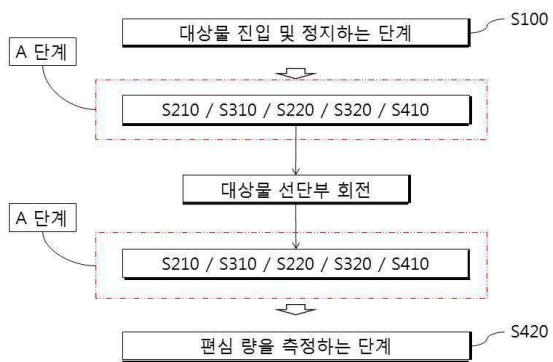 대상물 진입 및 정지하는 단계
S100
A 단계
S210 / S310 / S220 / S320 / S410
대상물 선단부 회전
A 단계
S210 / S310 / S220 / S320 / S410
편심 량을 측정하는 단계
S420